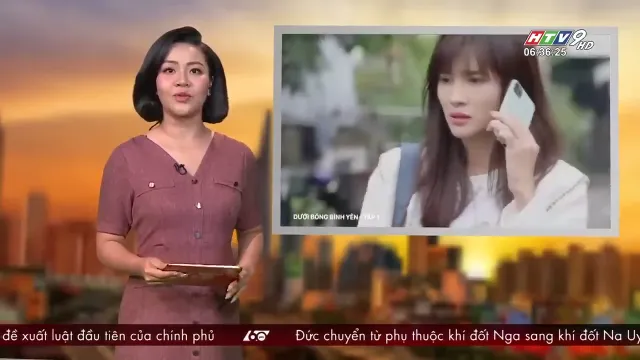 HTV9 HD
06:36:25
DƯỚI BÓNG BÌNH YÊN - TẬP 1
đề xuất luật đầu tiên của chính phủ
60
Đức chuyển từ phụ thuộc khí đốt Nga sang khí đốt Na Uy